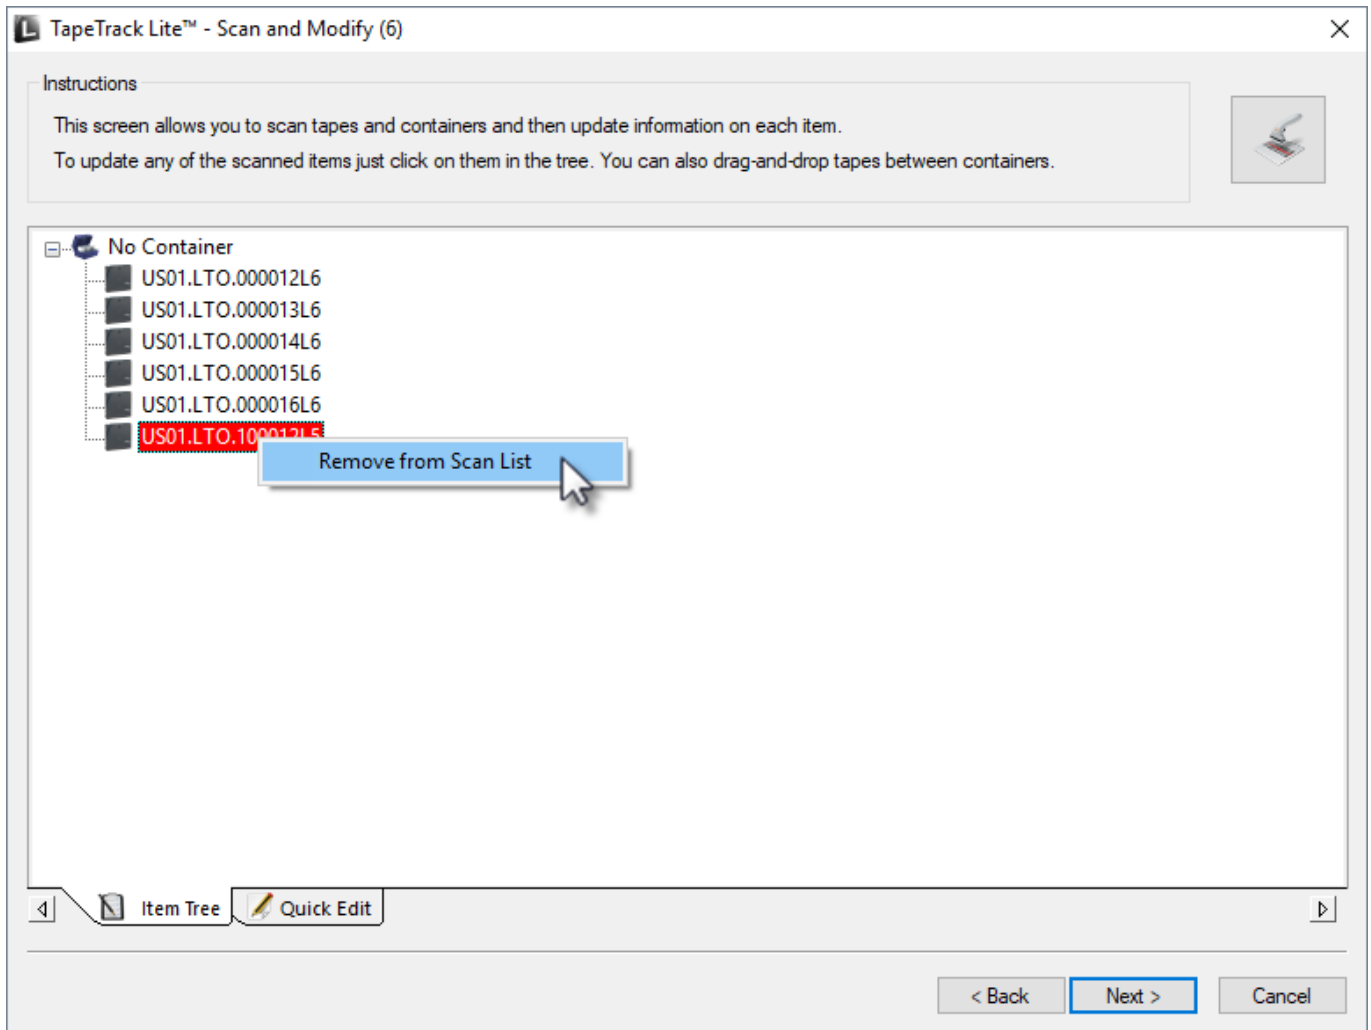 TapeTrack Lite™ - Scan and Modify (6)
Instructions
This screen allows you to scan tapes and containers and then update information on each item.
To update any of the scanned items just click on them in the tree. You can also drag-and-drop tapes between containers.
No Container
US01.LTO.000012L6
US01.LTO.000013L6
US01.LTO.000014L6
US01.LTO.000015L6
US01.LTO.000016L6
US01.LTO.100012L5
Remove from Scan List
Item Tree
Quick Edit
< Back
Next >
Cancel